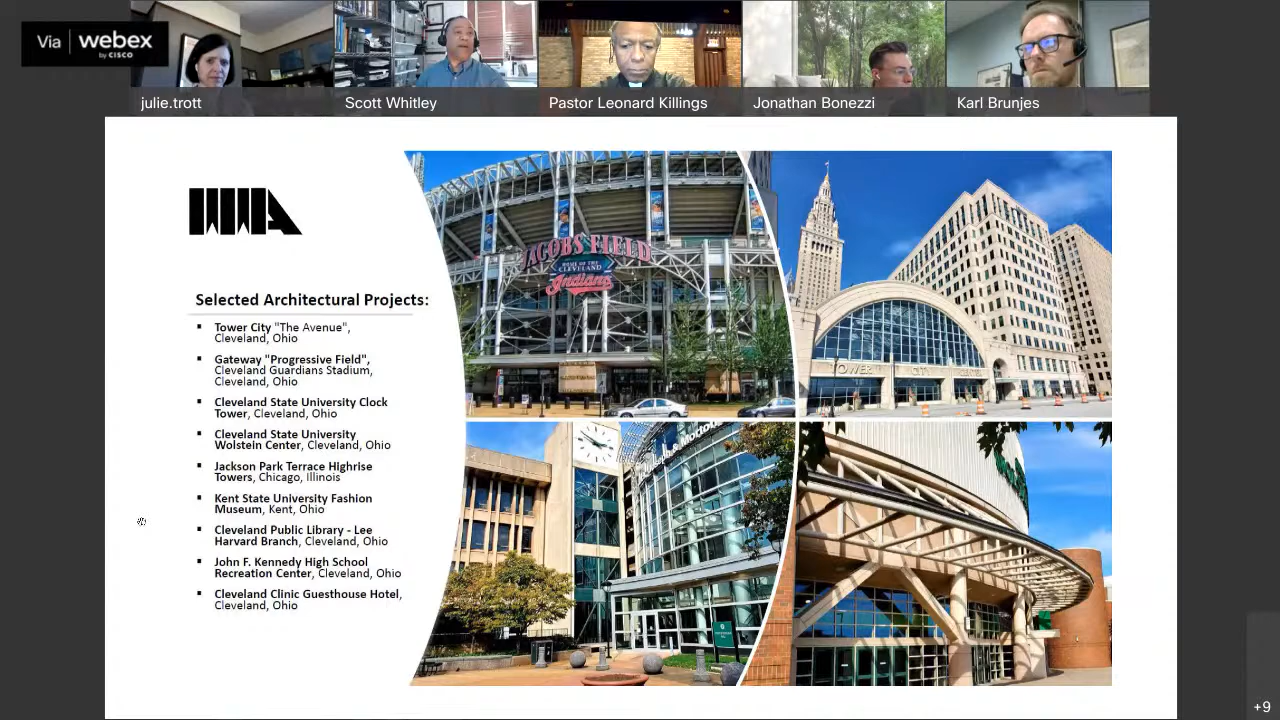 Via webex
by CISCO
julie.trott
Scott Whitley
Pastor Leonard Killings
Jonathan Bonezzi
Karl Brunjes
Selected Architectural Projects:
▪ Tower City "The Avenue",
Cleveland, Ohio
▪ Gateway "Progressive Field",
Cleveland Guardians Stadium,
Cleveland, Ohio
▪ Cleveland State University Clock
Tower, Cleveland, Ohio
▪ Cleveland State University
Wolstein Center, Cleveland, Ohio
▪ Jackson Park Terrace Highrise
Towers, Chicago, Illinois
▪ Kent State University Fashion
Museum, Kent, Ohio
▪ Cleveland Public Library - Lee
Harvard Branch, Cleveland, Ohio
▪ John F. Kennedy High School
Recreation Center, Cleveland, Ohio
▪ Cleveland Clinic Guesthouse Hotel,
Cleveland, Ohio
JACOBS FIELD
HOME OF THE
CLEVELAND
Indians
TOWER CITY
+9